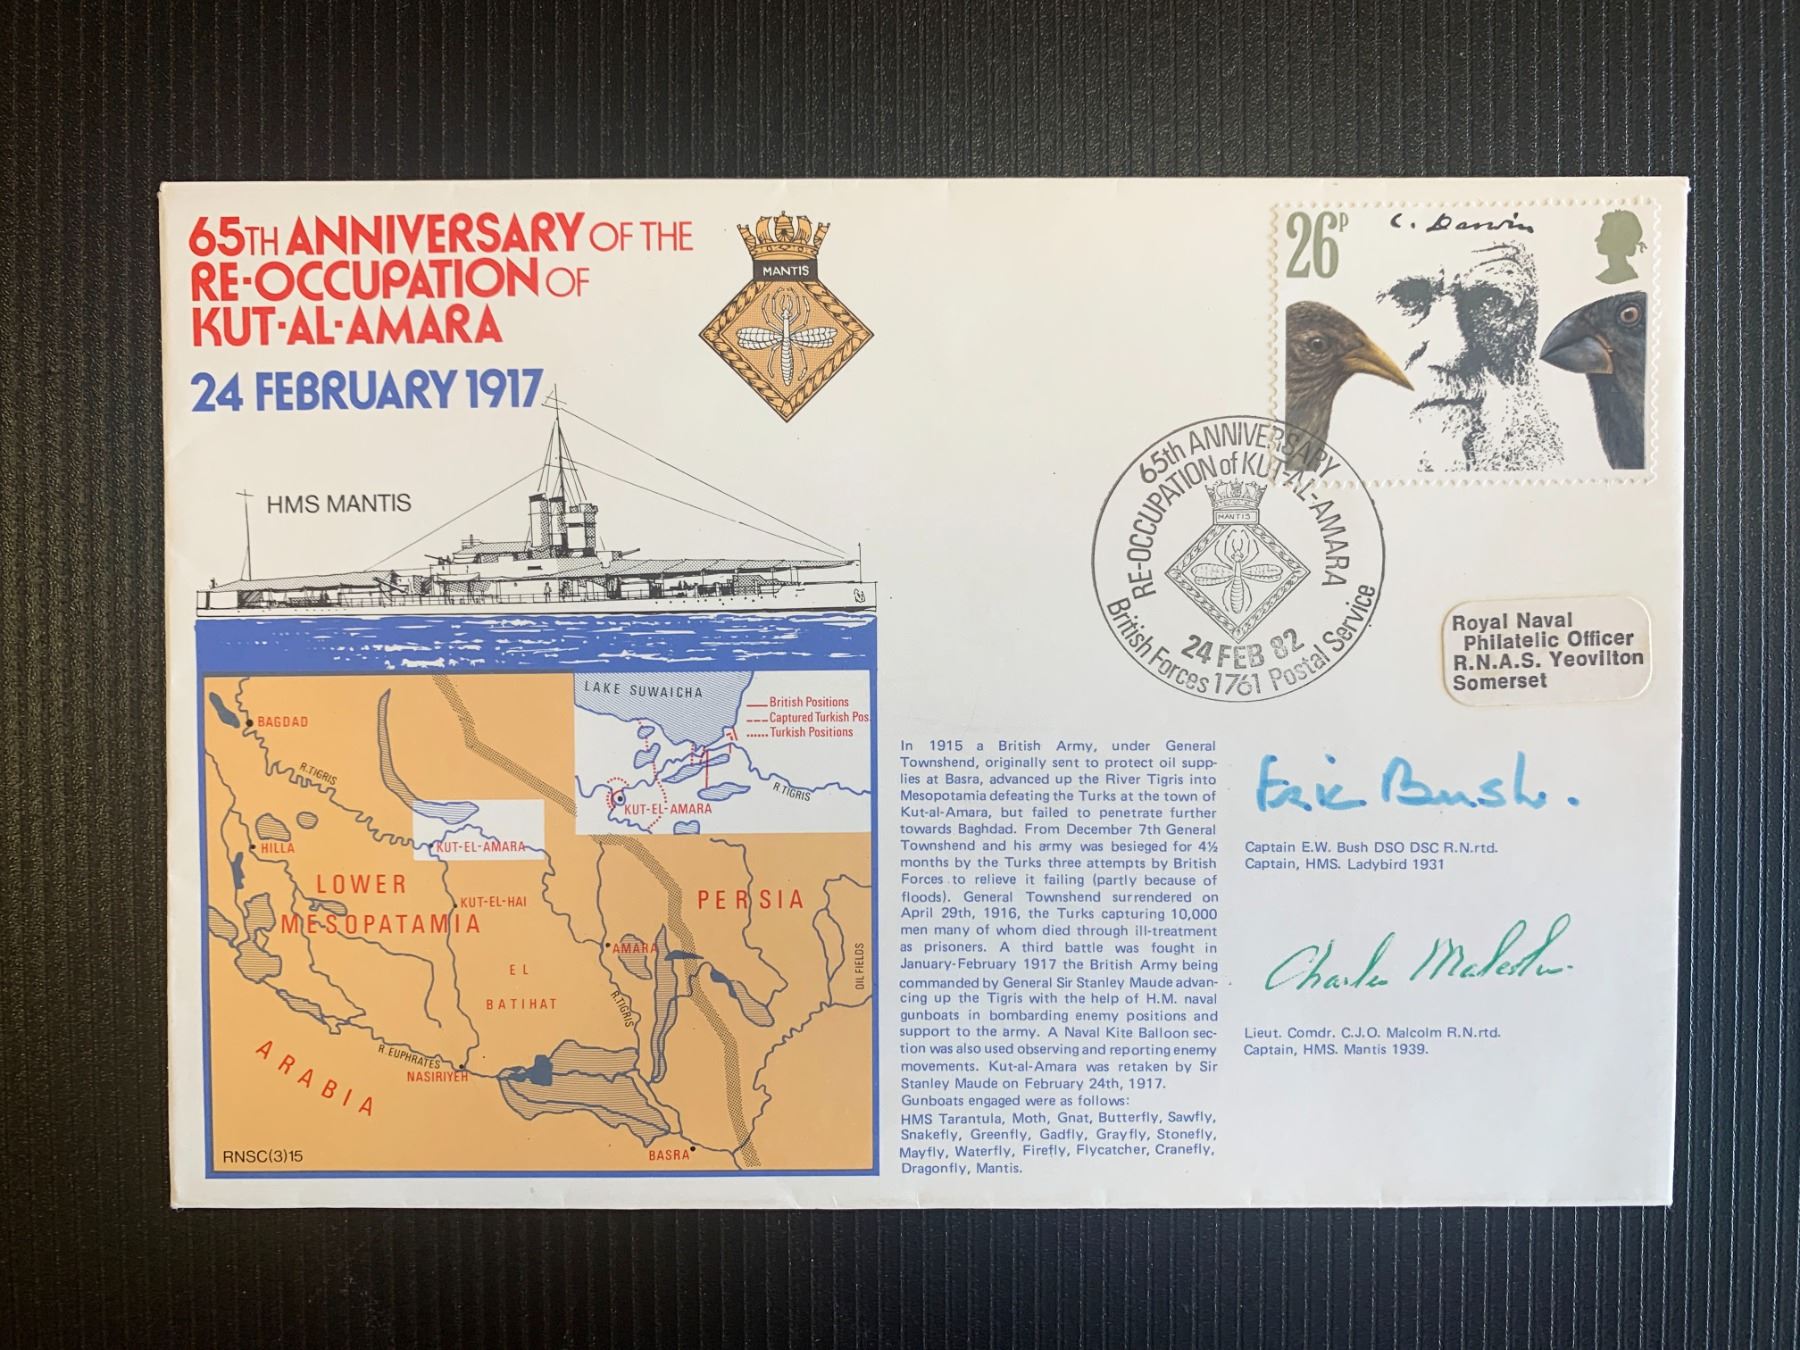 65TH ANNIVERSARY OF THE
RE-OCCUPATION OF
KUT-AL-AMARA
24 FEBRUARY 1917
MANTIS
HMS MANTIS
26P
C. Darwin
65th ANNIVERSARY
RE-OCCUPATION of KUT-AL-AMARA
MANTIS
24 FEB 82
British Forces 1761 Postal Service
Royal Naval
Philatelic Officer
R.N.A.S. Yeovilton
Somerset
LAKE SUWAICHA
British Positions
Captured Turkish Pos.
Turkish Positions
R.TIGRIS
KUT-EL-AMARA
BAGDAD
R.TIGRIS
HILLA
KUT-EL-AMARA
LOWER
MESOPATAMIA
KUT-EL-HAI
PERSIA
AMARA
EL
BATIHAT
OIL FIELDS
R.TIGRIS
ARABIA
R. EUPHRATES
NASIRIYEH
BASRA
RNSC(3)15
In 1915 a British Army, under General
Townshend, originally sent to protect oil supp-
lies at Basra, advanced up the River Tigris into
Mesopotamia defeating the Turks at the town of
Kut-al-Amara, but failed to penetrate further
towards Baghdad. From December 7th General
Townshend and his army was besieged for 4½
months by the Turks three attempts by British
Forces to relieve it failing (partly because of
floods). General Townshend surrendered on
April 29th, 1916, the Turks capturing 10,000
men many of whom died through ill-treatment
as prisoners. A third battle was fought in
January-February 1917 the British Army being
commanded by General Sir Stanley Maude advan-
cing up the Tigris with the help of H.M. naval
gunboats in bombarding enemy positions and
support to the army. A Naval Kite Balloon sec-
tion was also used observing and reporting enemy
movements. Kut-al-Amara was retaken by Sir
Stanley Maude on February 24th, 1917.
Gunboats engaged were as follows:
HMS Tarantula, Moth, Gnat, Butterfly, Sawfly,
Snakefly, Greenfly, Gadfly, Grayfly, Stonefly,
Mayfly, Waterfly, Firefly, Flycatcher, Cranefly,
Dragonfly, Mantis.
Eric Bush.
Captain E.W. Bush DSO DSC R.N.rtd.
Captain, HMS. Ladybird 1931
Charles Malcolm.
Lieut. Comdr. C.J.O. Malcolm R.N.rtd.
Captain, HMS. Mantis 1939.